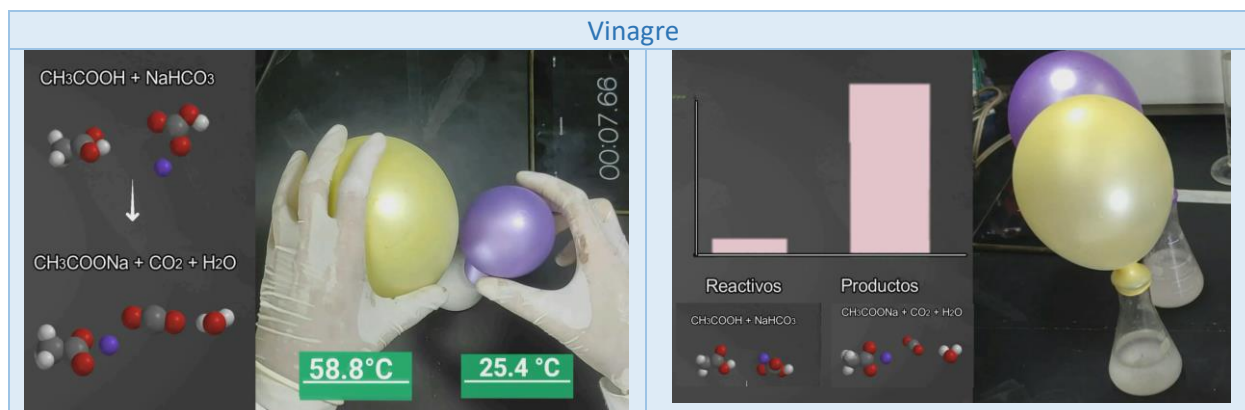 Vinagre
CH3COOH + NaHCO3
CH3COONa + CO2 + H2O
00:07.66
58.8°C
25.4 °C
Reactivos
Productos
CH3COOH + NaHCO3
CH3COONa + CO2 + H2O